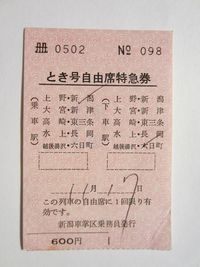 冊 0502 № 098
とき号自由席特急券
(乗車駅) (下車駅)
上野・新潟 上野・新潟
大宮・新津 大宮・新津
高崎・東三条 高崎・東三条
水上・長岡 水上・長岡
越後湯沢・六日町 越後湯沢・六日町
11月17日
この列車の自由席に1回限り有
効です。
新潟車掌区乗務員発行
600円